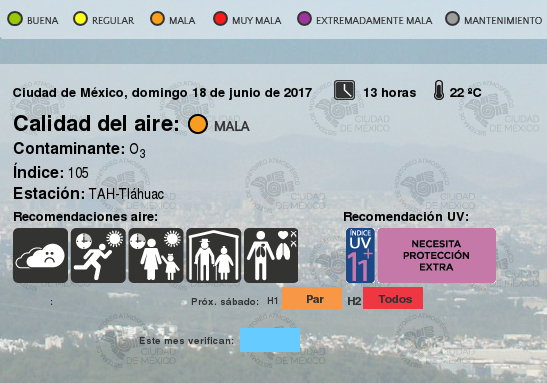 BUENA REGULAR MALA MUY MALA EXTREMADAMENTE MALA MANTENIMIENTO
Ciudad de México, domingo 18 de junio de 2017 13 horas 22 ºC
Calidad del aire: MALA
Contaminante: O3
Índice: 105
Estación: TAH-Tláhuac
Recomendaciones aire: Recomendación UV:
ÍNDICE
UV
11+
NECESITA
PROTECCIÓN
EXTRA
: Próx. sábado: H1 Par H2 Todos
Este mes verifican:
CIUDAD
DE MÉXICO